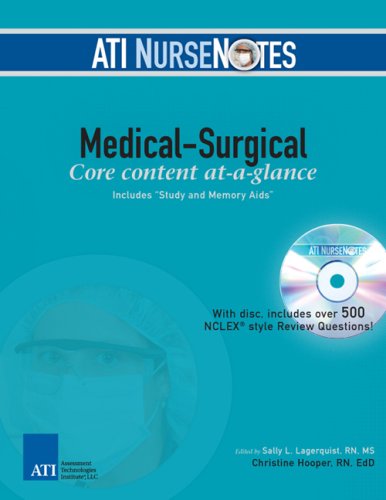 ATI NURSENOTES
Medical-Surgical
Core content at-a-glance
Includes "Study and Memory Aids"
ATI NURSENOTES
With disc. includes over 500
NCLEX® style Review Questions!
Edited by Sally L. Lagerquist, RN, MS
Christine Hooper, RN, EdD
ATI
Assessment
Technologies
Institute®, LLC